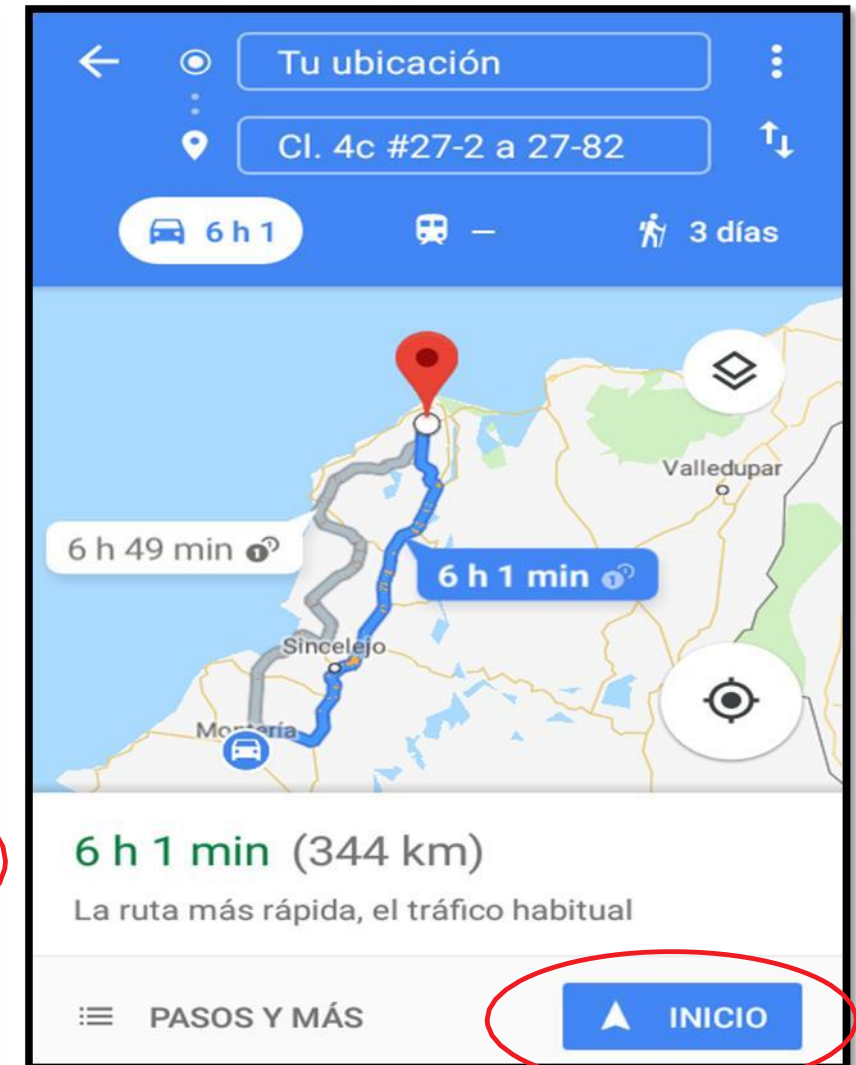 Tu ubicación
Cl. 4c #27-2 a 27-82
6 h 1
–
3 días
Valledupar
6 h 49 min
6 h 1 min
Sincelejo
Montería
6 h 1 min (344 km)
La ruta más rápida, el tráfico habitual
PASOS Y MÁS
INICIO